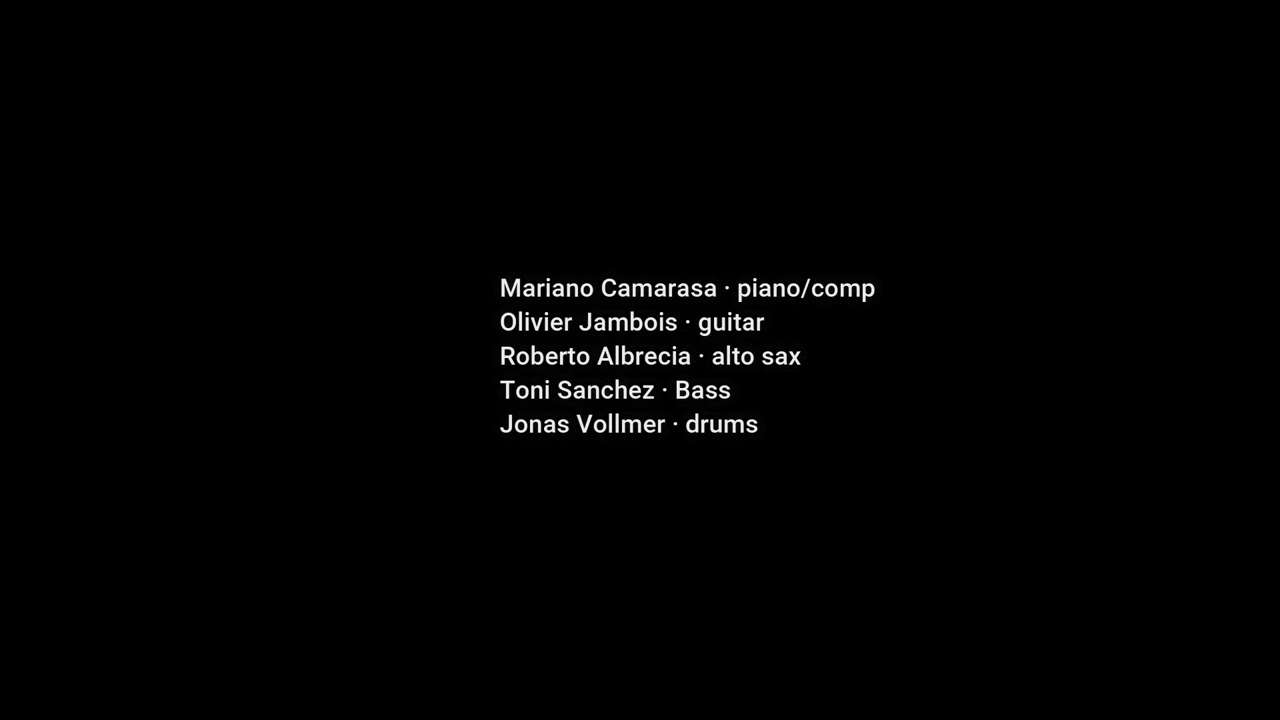 Mariano Camarasa · piano/comp
Olivier Jambois · guitar
Roberto Albrecia · alto sax
Toni Sanchez · Bass
Jonas Vollmer · drums